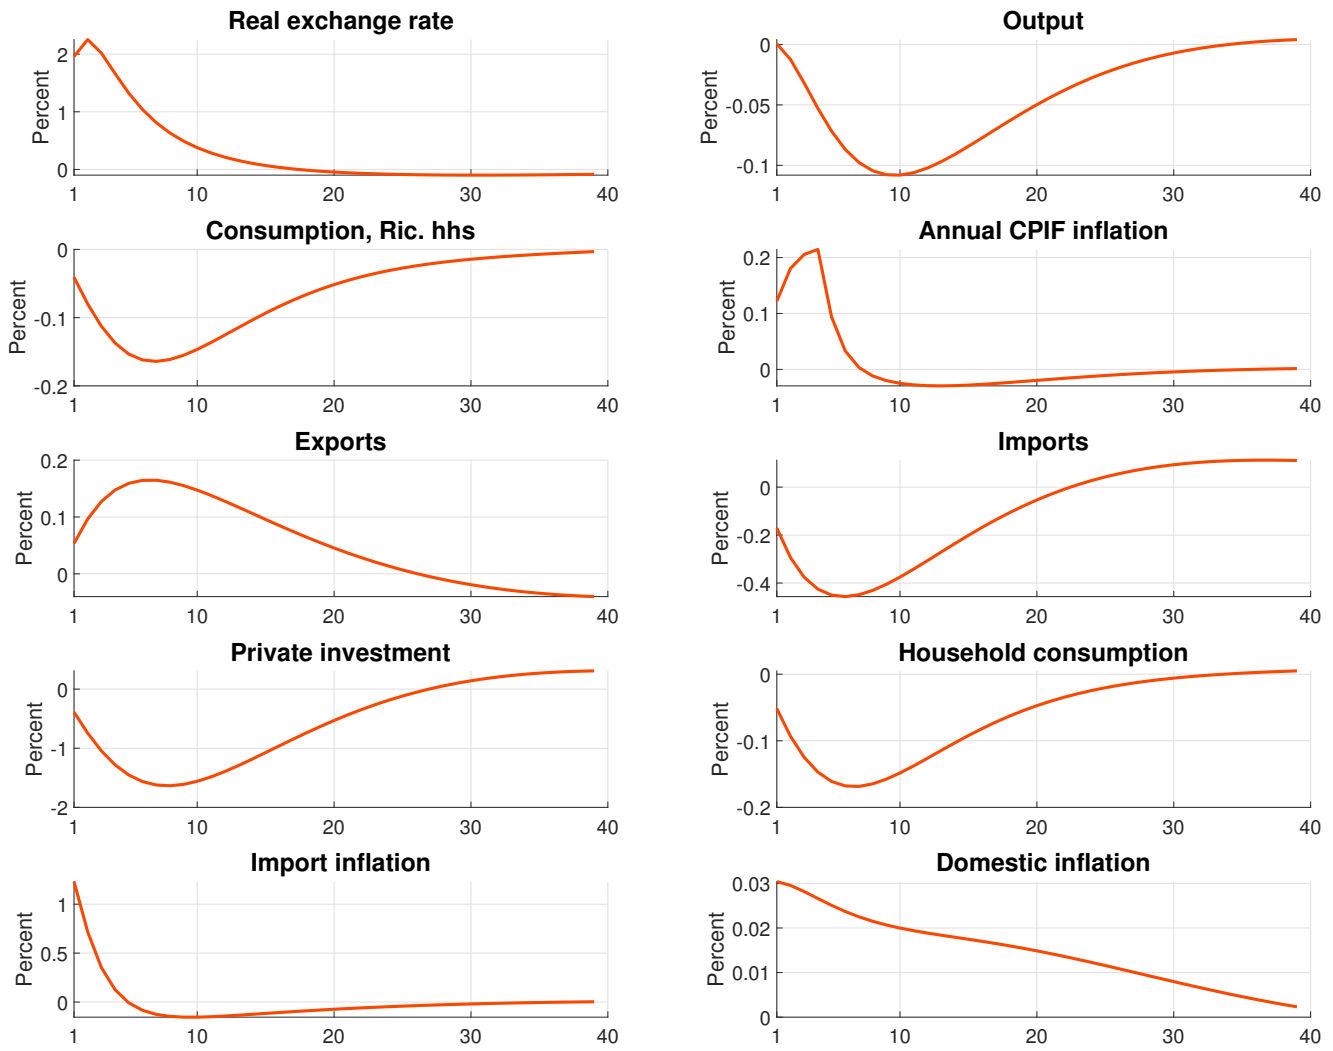 Real exchange rate
Percent
2
1
0
1 10 20 30 40
Output
Percent
0
-0.05
-0.1
1 10 20 30 40
Consumption, Ric. hhs
Percent
0
-0.1
-0.2
1 10 20 30 40
Annual CPIF inflation
Percent
0.2
0.1
0
1 10 20 30 40
Exports
Percent
0.2
0.1
0
1 10 20 30 40
Imports
Percent
0
-0.2
-0.4
1 10 20 30 40
Private investment
Percent
0
-1
-2
1 10 20 30 40
Household consumption
Percent
0
-0.1
-0.2
1 10 20 30 40
Import inflation
Percent
1
0.5
0
1 10 20 30 40
Domestic inflation
Percent
0.03
0.02
0.01
0
1 10 20 30 40